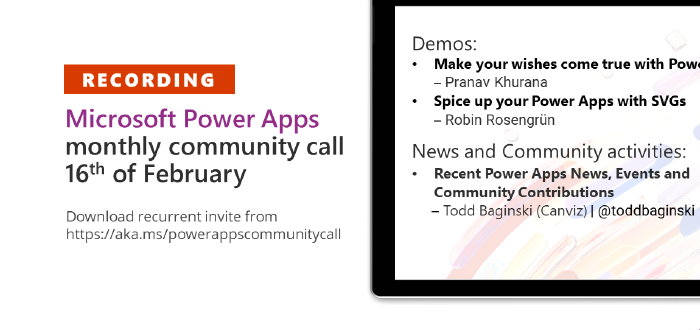 RECORDING
Microsoft Power Apps
monthly community call
16th of February
Download recurrent invite from
https://aka.ms/powerappscommunitycall
Demos:
• Make your wishes come true with Powe
– Pranav Khurana
• Spice up your Power Apps with SVGs
– Robin Rosengrün
News and Community activities:
• Recent Power Apps News, Events and
Community Contributions
– Todd Baginski (Canviz) | @toddbaginski